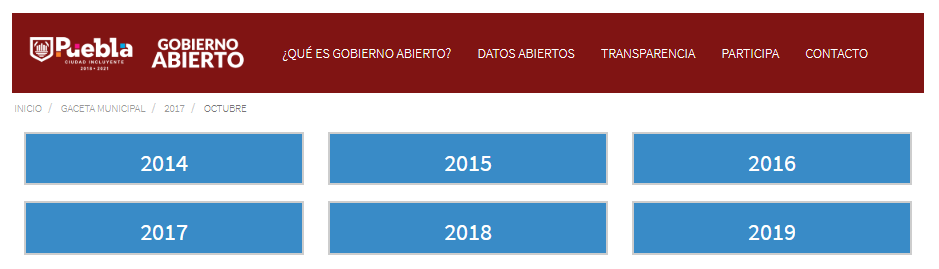 Puebla
CIUDAD INCLUYENTE
2018 • 2021
GOBIERNO
ABIERTO
¿QUÉ ES GOBIERNO ABIERTO? DATOS ABIERTOS TRANSPARENCIA PARTICIPA CONTACTO
INICIO / GACETA MUNICIPAL / 2017 / OCTUBRE
2014 2015 2016
2017 2018 2019